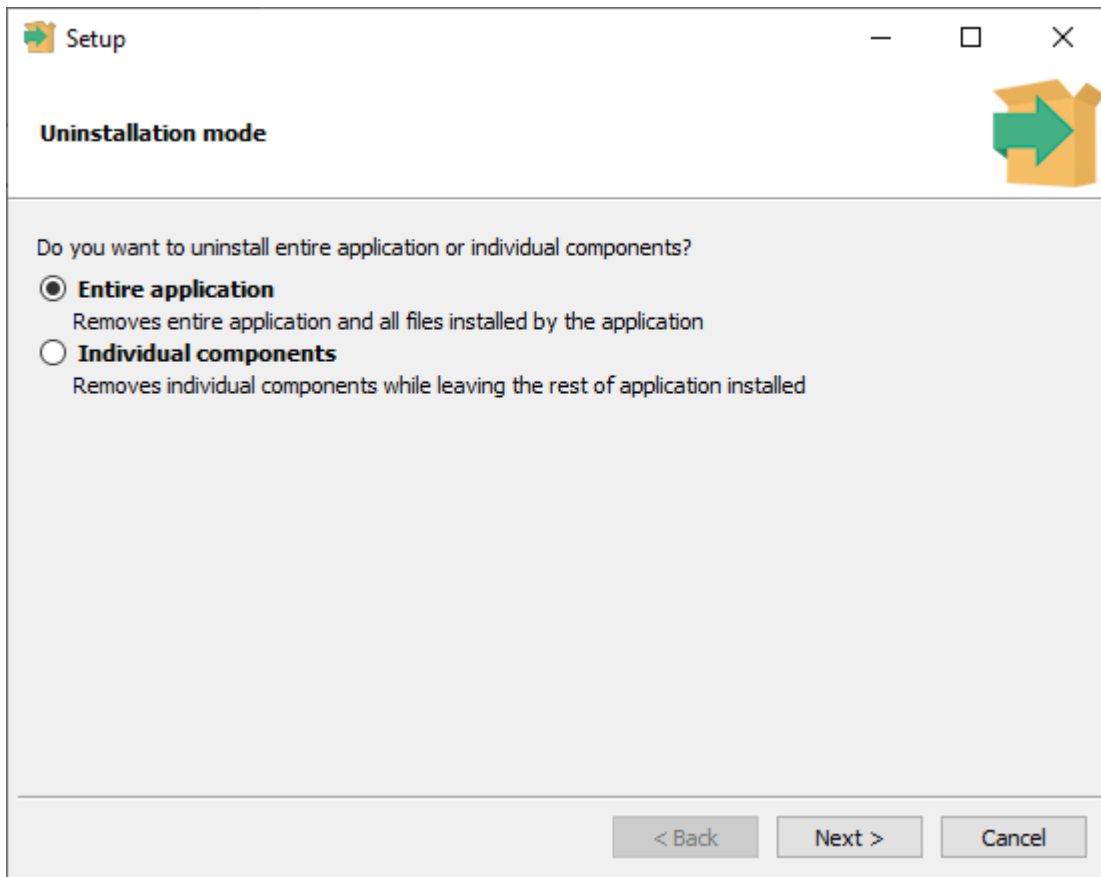 Setup
Uninstallation mode
Do you want to uninstall entire application or individual components?
Entire application
Removes entire application and all files installed by the application
Individual components
Removes individual components while leaving the rest of application installed
< Back
Next >
Cancel